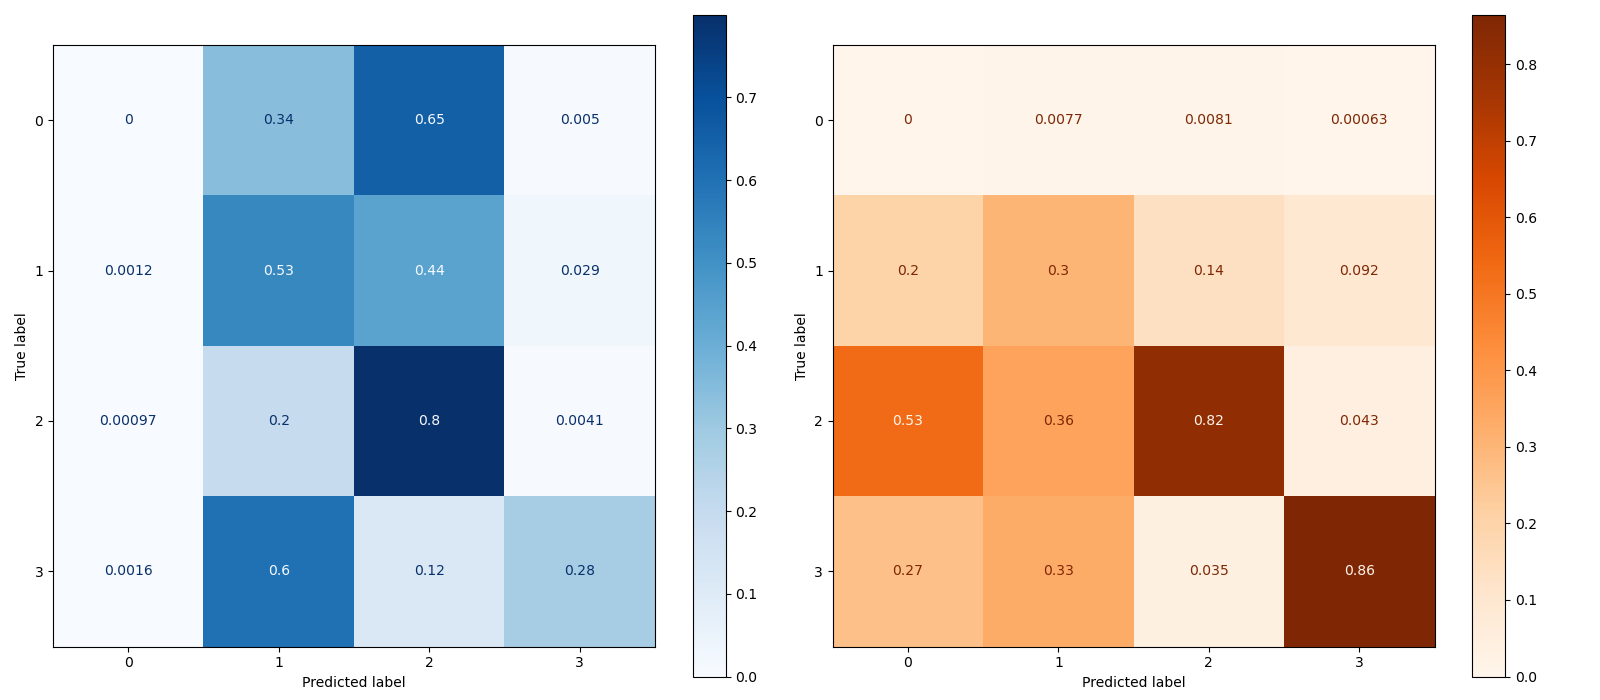 0 0 0.34 0.65 0.005
1 0.0012 0.53 0.44 0.029
2 0.00097 0.2 0.8 0.0041
3 0.0016 0.6 0.12 0.28
0 1 2 3
Predicted label
True label
0.7
0.6
0.5
0.4
0.3
0.2
0.1
0.0
0 0 0.0077 0.0081 0.00063
1 0.2 0.3 0.14 0.092
2 0.53 0.36 0.82 0.043
3 0.27 0.33 0.035 0.86
0 1 2 3
Predicted label
True label
0.8
0.7
0.6
0.5
0.4
0.3
0.2
0.1
0.0